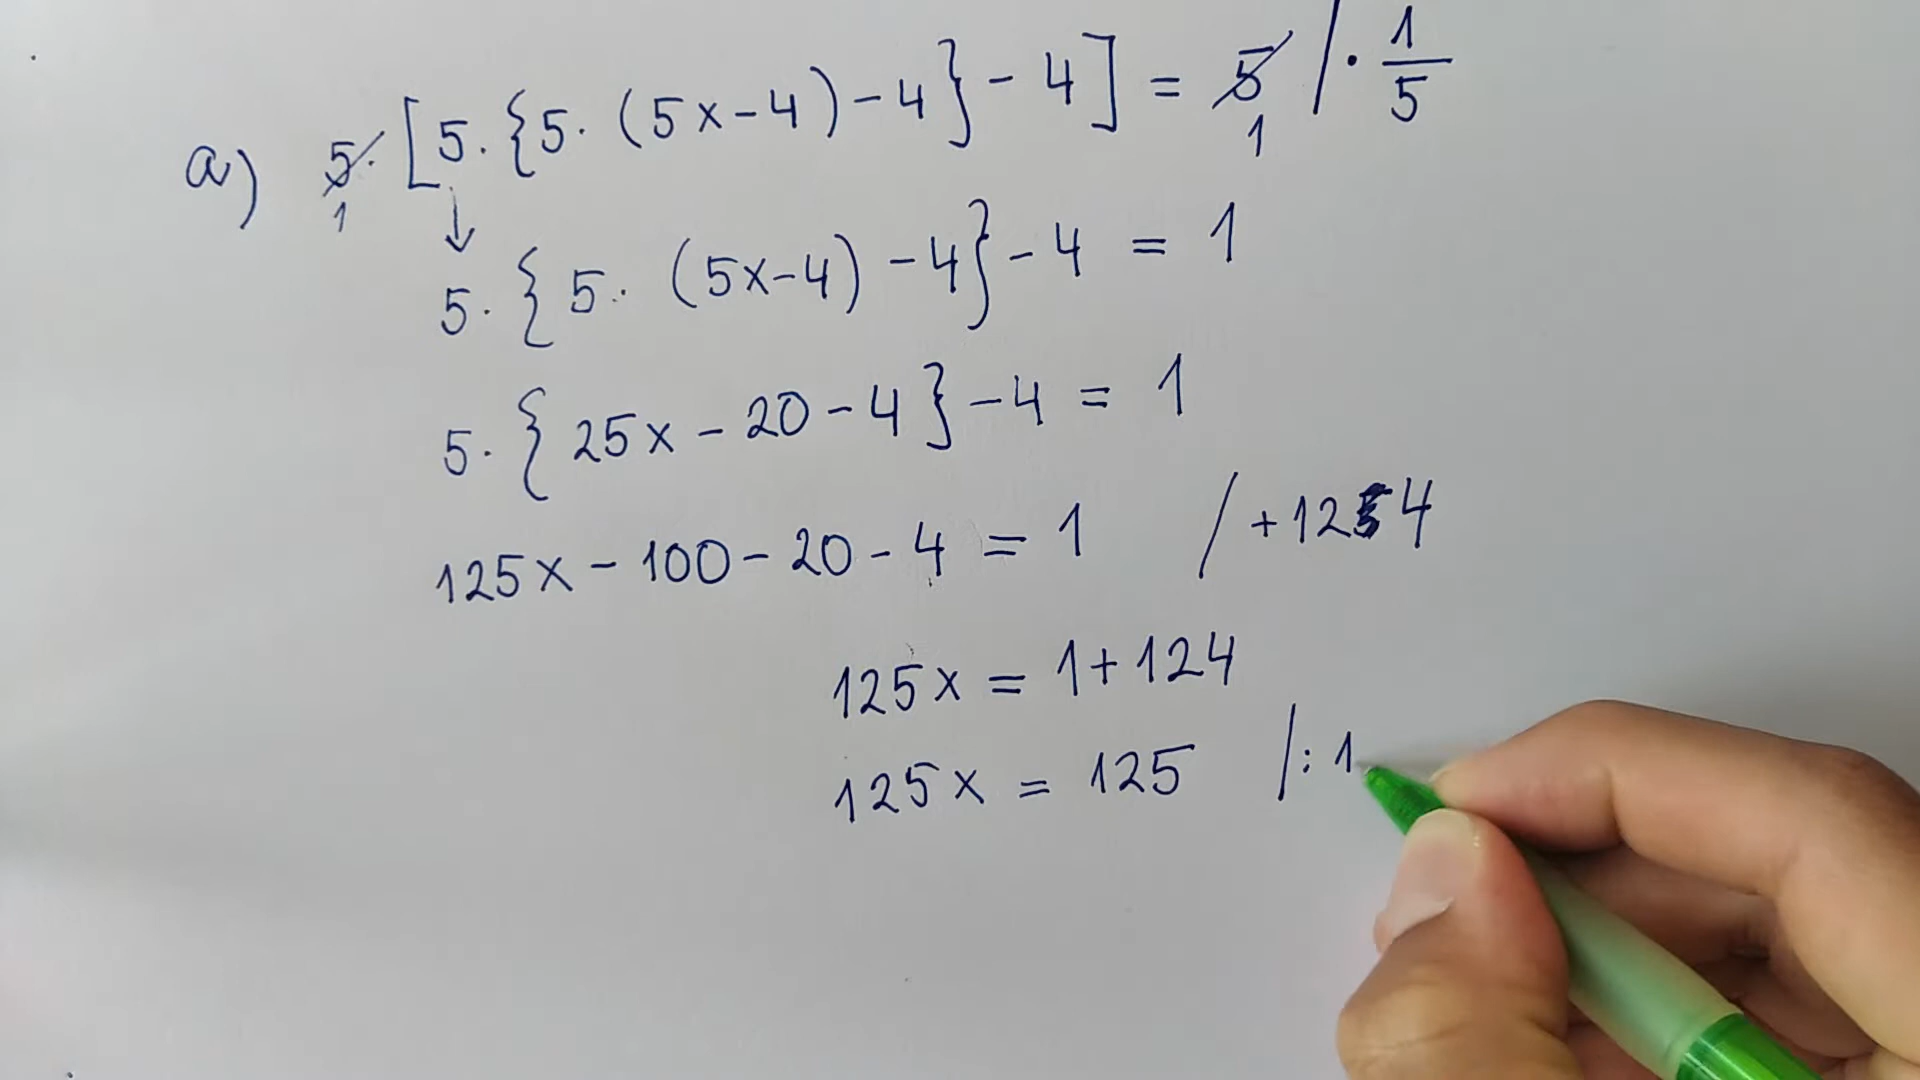 a) 5. [5.{5. (5x-4)-4}-4] = 5 /. 1/5
1 1
↓
5. {5. (5x-4) -4}-4 = 1
5. {25x - 20 - 4} - 4 = 1
125x - 100 - 20 - 4 = 1 / +124
125x = 1+124
125x = 125 /: 1